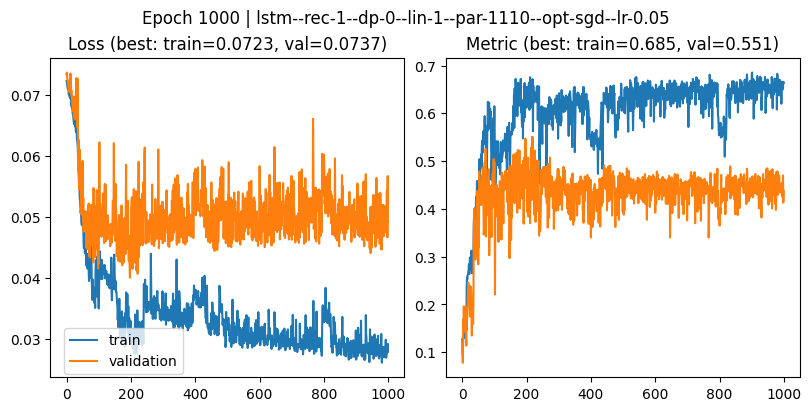 Epoch 1000 | lstm--rec-1--dp-0--lin-1--par-1110--opt-sgd--lr-0.05
Loss (best: train=0.0723, val=0.0737)
0.07
0.06
0.05
0.04
0.03
train
validation
0 200 400 600 800 1000
Metric (best: train=0.685, val=0.551)
0.7
0.6
0.5
0.4
0.3
0.2
0.1
0 200 400 600 800 1000